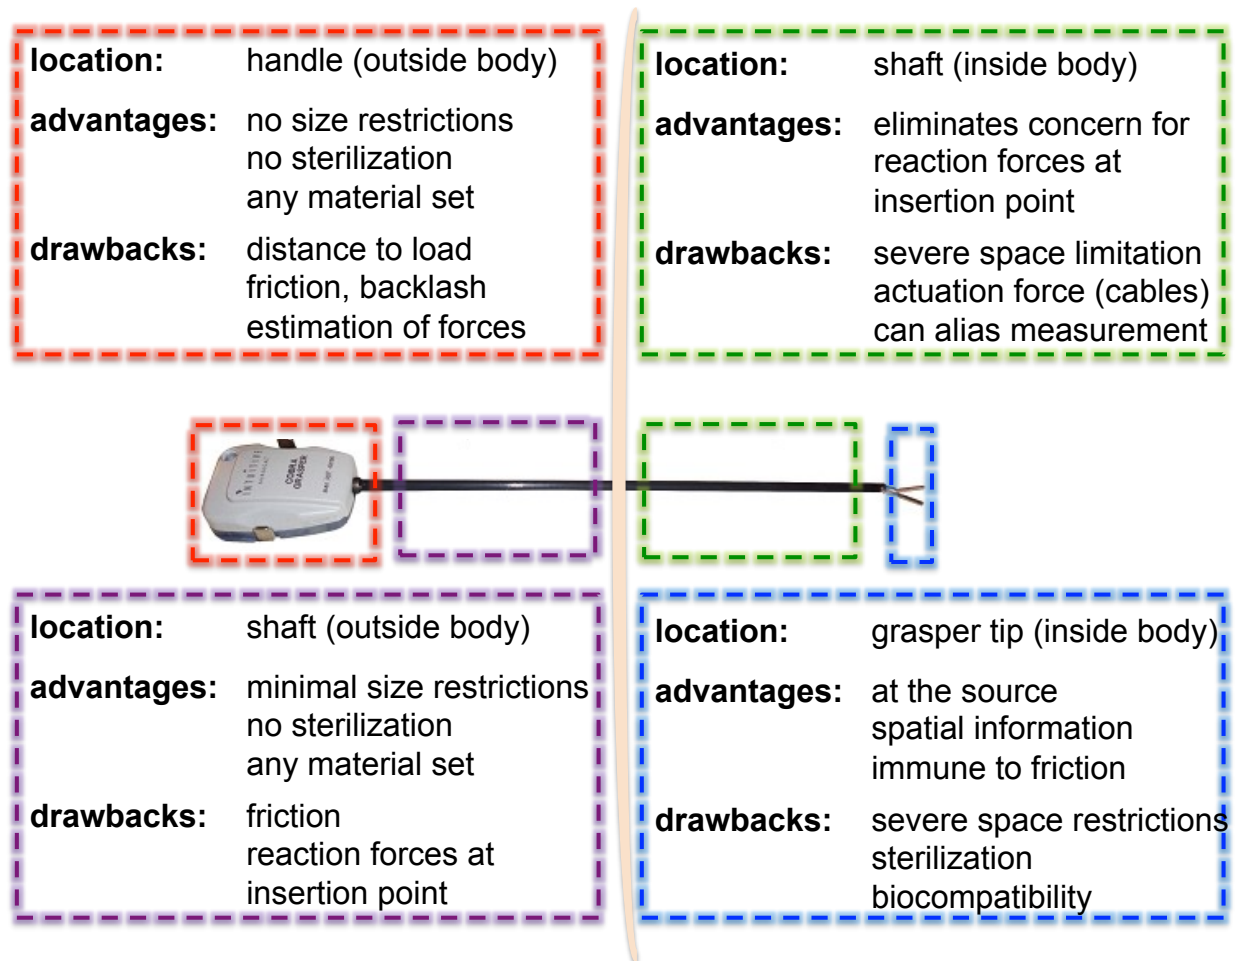 location: handle (outside body)
advantages: no size restrictions
no sterilization
any material set
drawbacks: distance to load
friction, backlash
estimation of forces
location: shaft (inside body)
advantages: eliminates concern for
reaction forces at
insertion point
drawbacks: severe space limitation
actuation force (cables)
can alias measurement
INTUITIVE
COBRA
GRASPER
location: shaft (outside body)
advantages: minimal size restrictions
no sterilization
any material set
drawbacks: friction
reaction forces at
insertion point
location: grasper tip (inside body)
advantages: at the source
spatial information
immune to friction
drawbacks: severe space restrictions
sterilization
biocompatibility